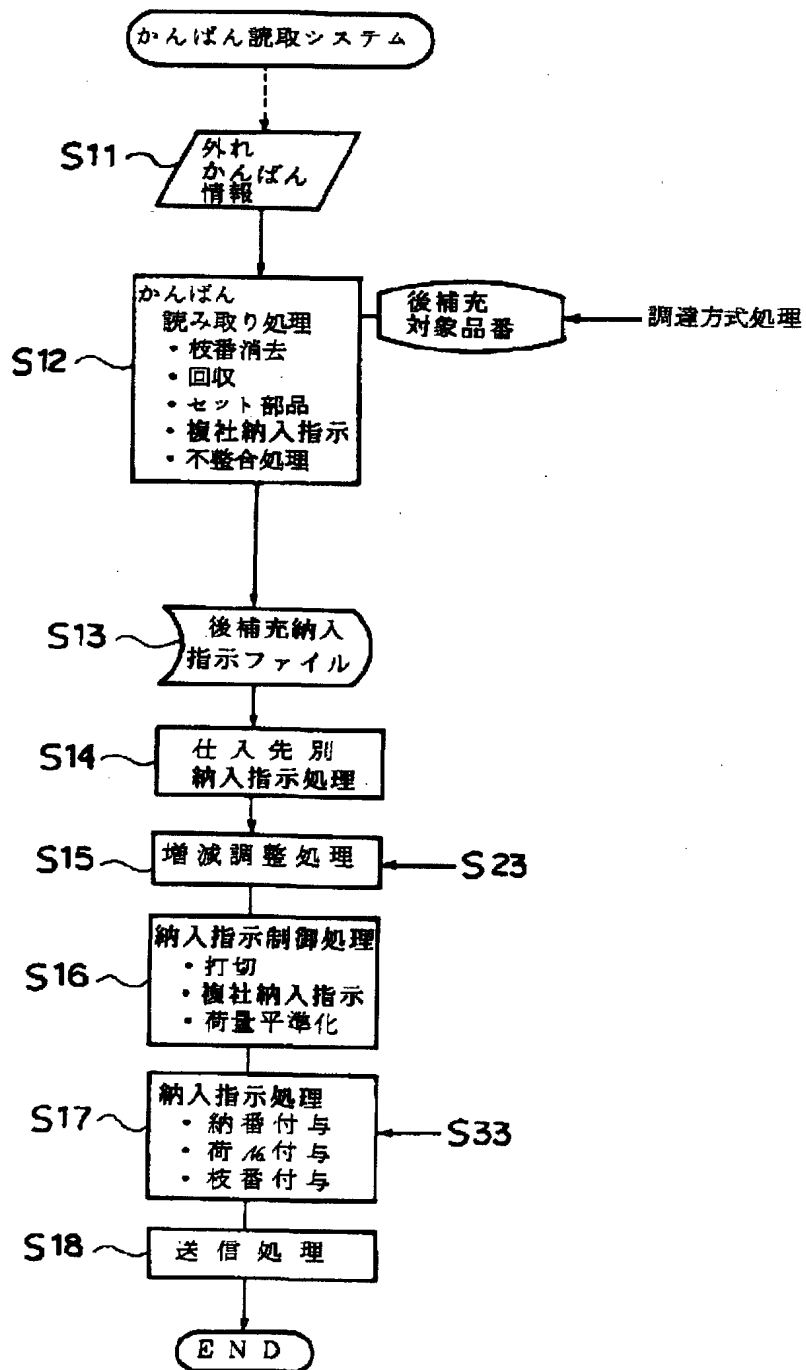 かんばん読取システム
S11
外れ
かんばん
情報
S12
かんばん
読み取り処理
・枝番消去
・回収
・セット部品
・複社納入指示
・不整合処理
後補充
対象品番
調達方式処理
S13
後補充納入
指示ファイル
S14
仕入先別
納入指示処理
S15
増減調整処理
S23
S16
納入指示制御処理
・打切
・複社納入指示
・荷量平準化
S17
納入指示処理
・納番付与
・荷№付与
・枝番付与
S33
S18
送信処理
END